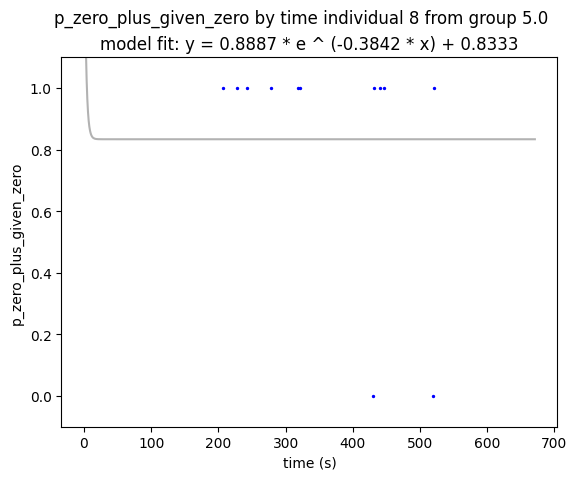 p_zero_plus_given_zero by time individual 8 from group 5.0
model fit: y = 0.8887 * e ^ (-0.3842 * x) + 0.8333
p_zero_plus_given_zero
1.0
0.8
0.6
0.4
0.2
0.0
0 100 200 300 400 500 600 700
time (s)